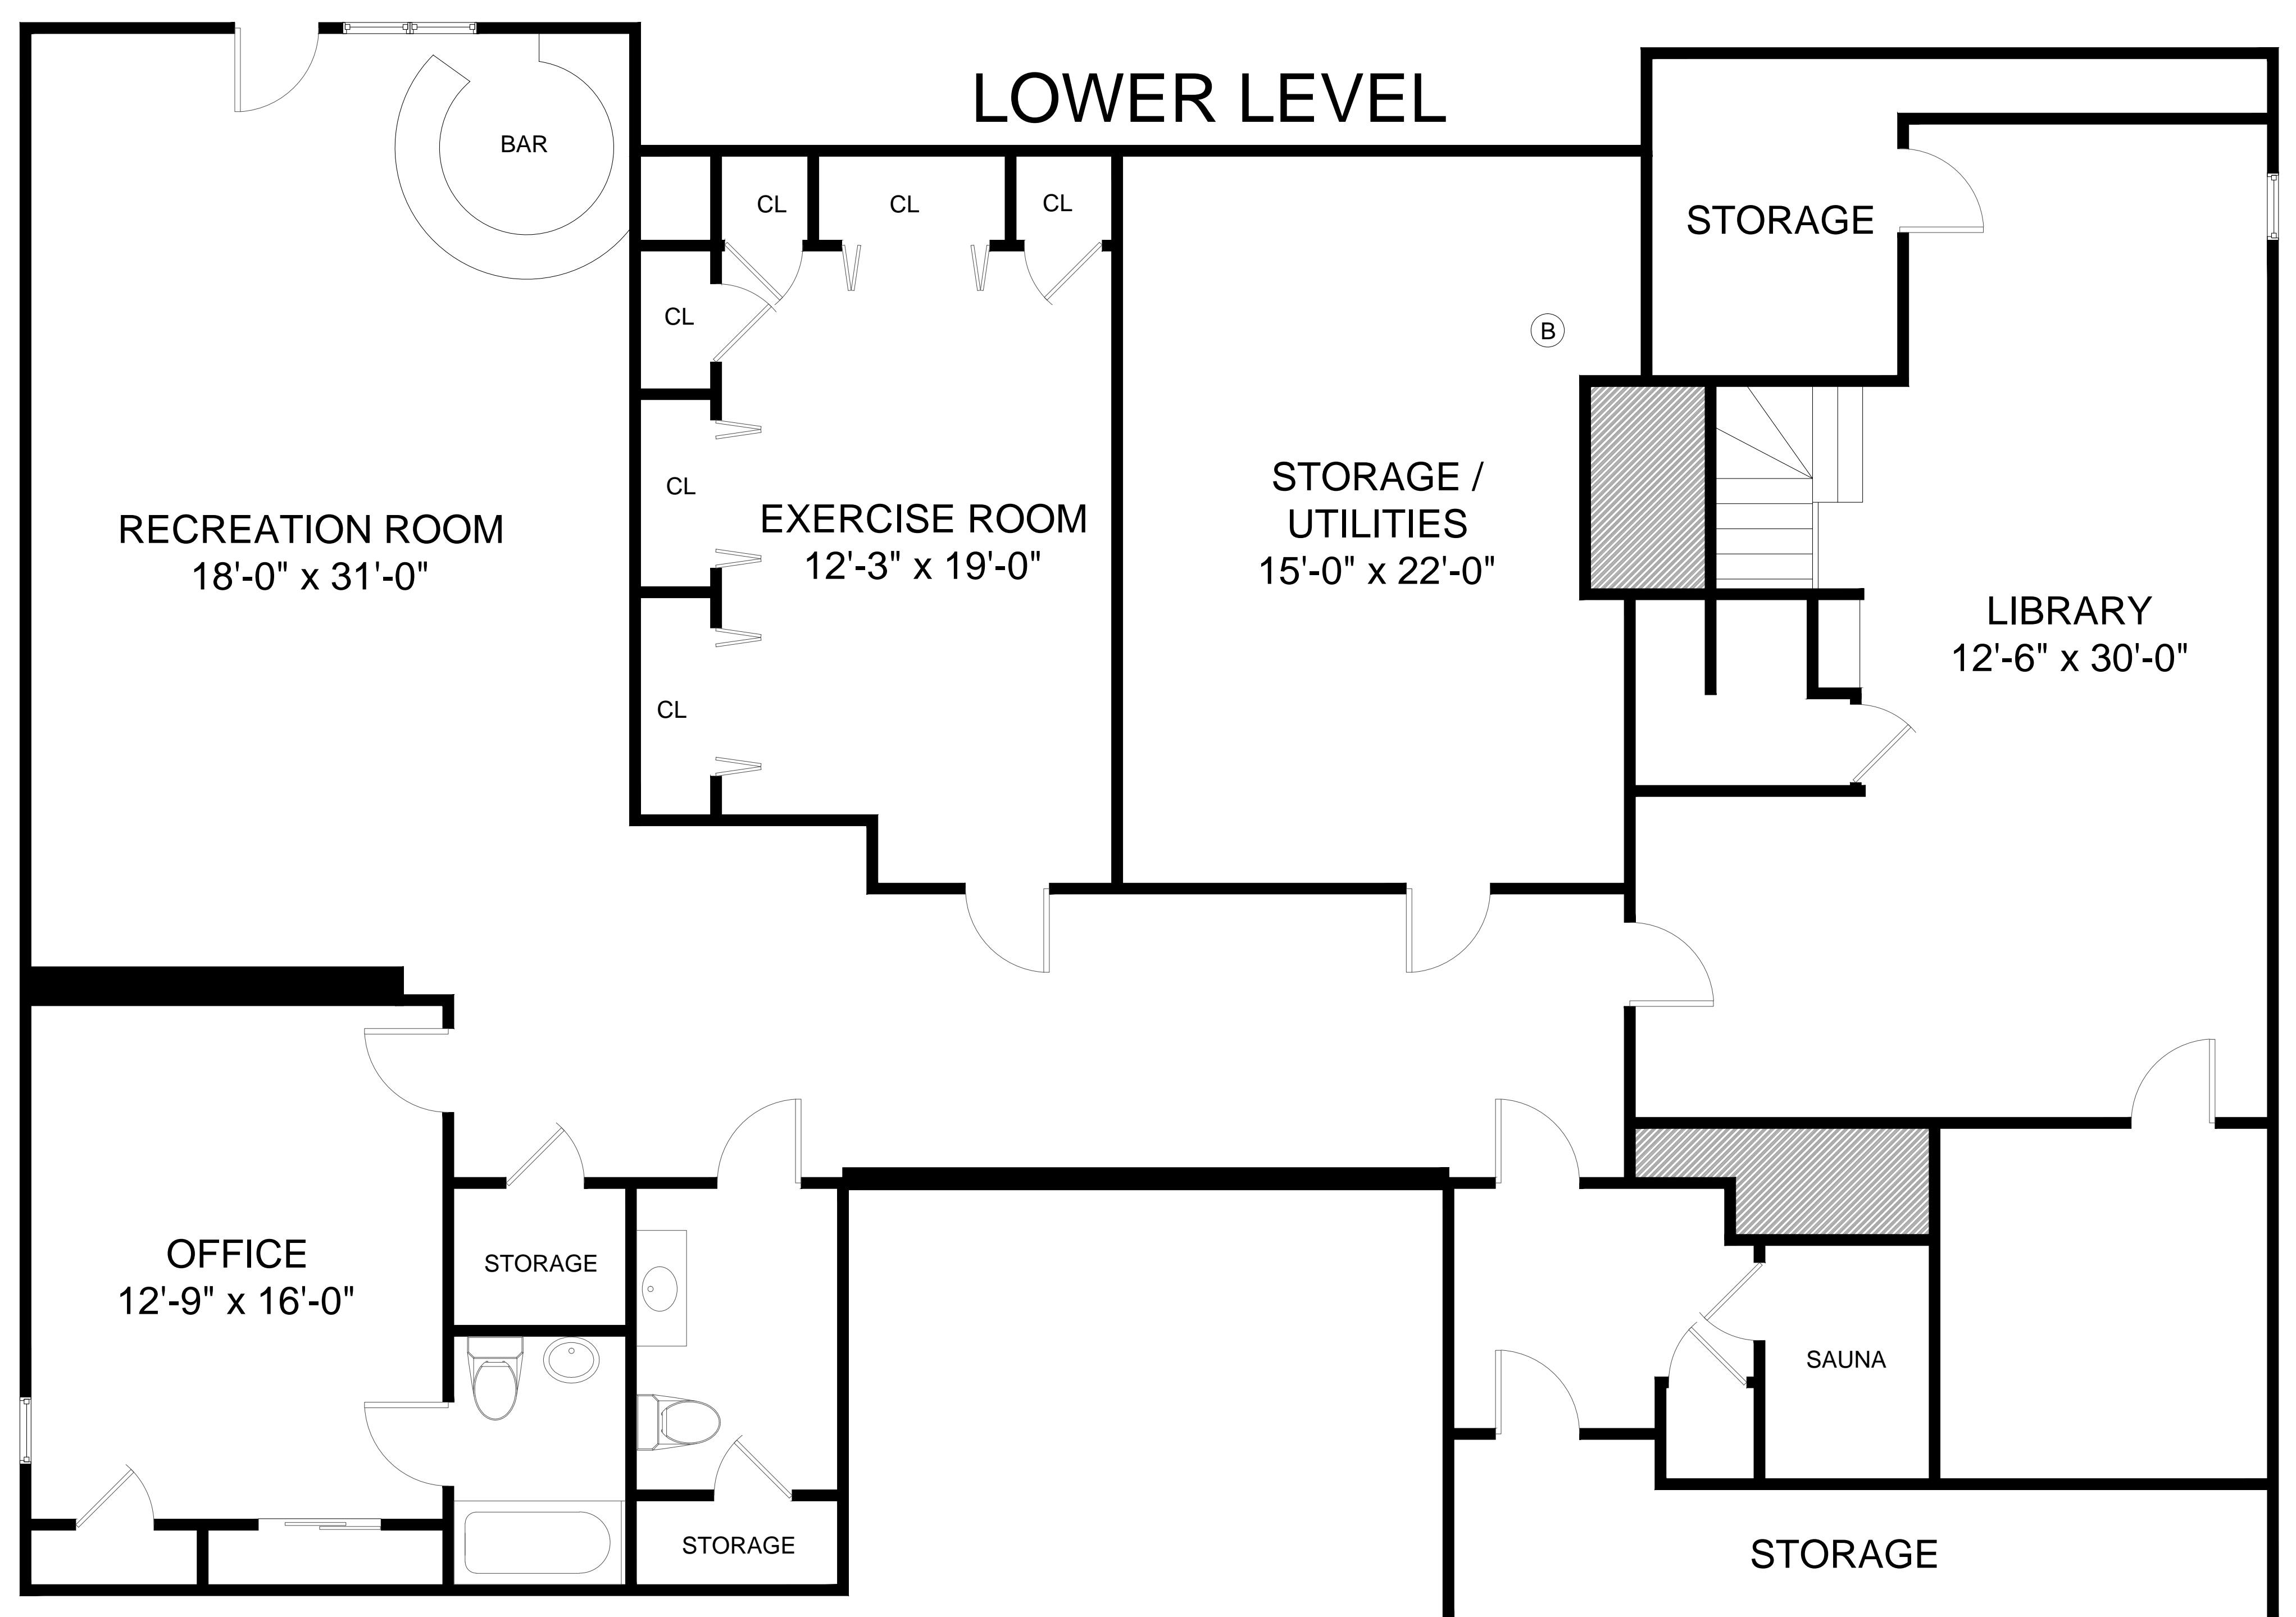 LOWER LEVEL
BAR
CL
CL
CL
STORAGE
CL
B
CL
RECREATION ROOM
18'-0" x 31'-0"
EXERCISE ROOM
12'-3" x 19'-0"
STORAGE /
UTILITIES
15'-0" x 22'-0"
LIBRARY
12'-6" x 30'-0"
CL
OFFICE
12'-9" x 16'-0"
STORAGE
SAUNA
STORAGE
STORAGE